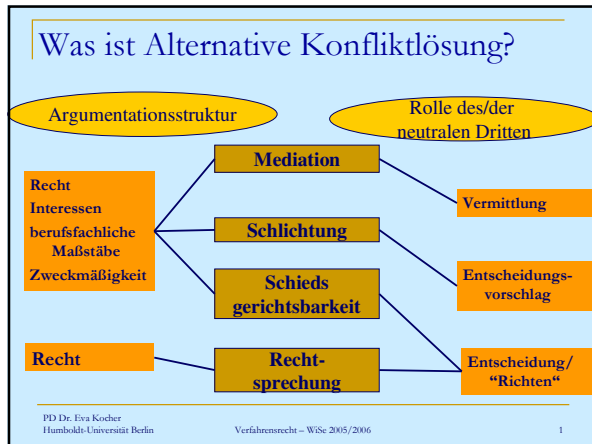 Was ist Alternative Konfliktlösung?
Argumentationsstruktur
Rolle des/der
neutralen Dritten
Recht
Interessen
berufsfachliche
Maßstäbe
Zweckmäßigkeit
Mediation
Schlichtung
Schieds
gerichtsbarkeit
Vermittlung
Entscheidungs-
vorschlag
Recht
Recht-
sprechung
Entscheidung/
“Richten“
PD Dr. Eva Kocher
Humboldt-Universität Berlin
Verfahrensrecht – WiSe 2005/2006
1